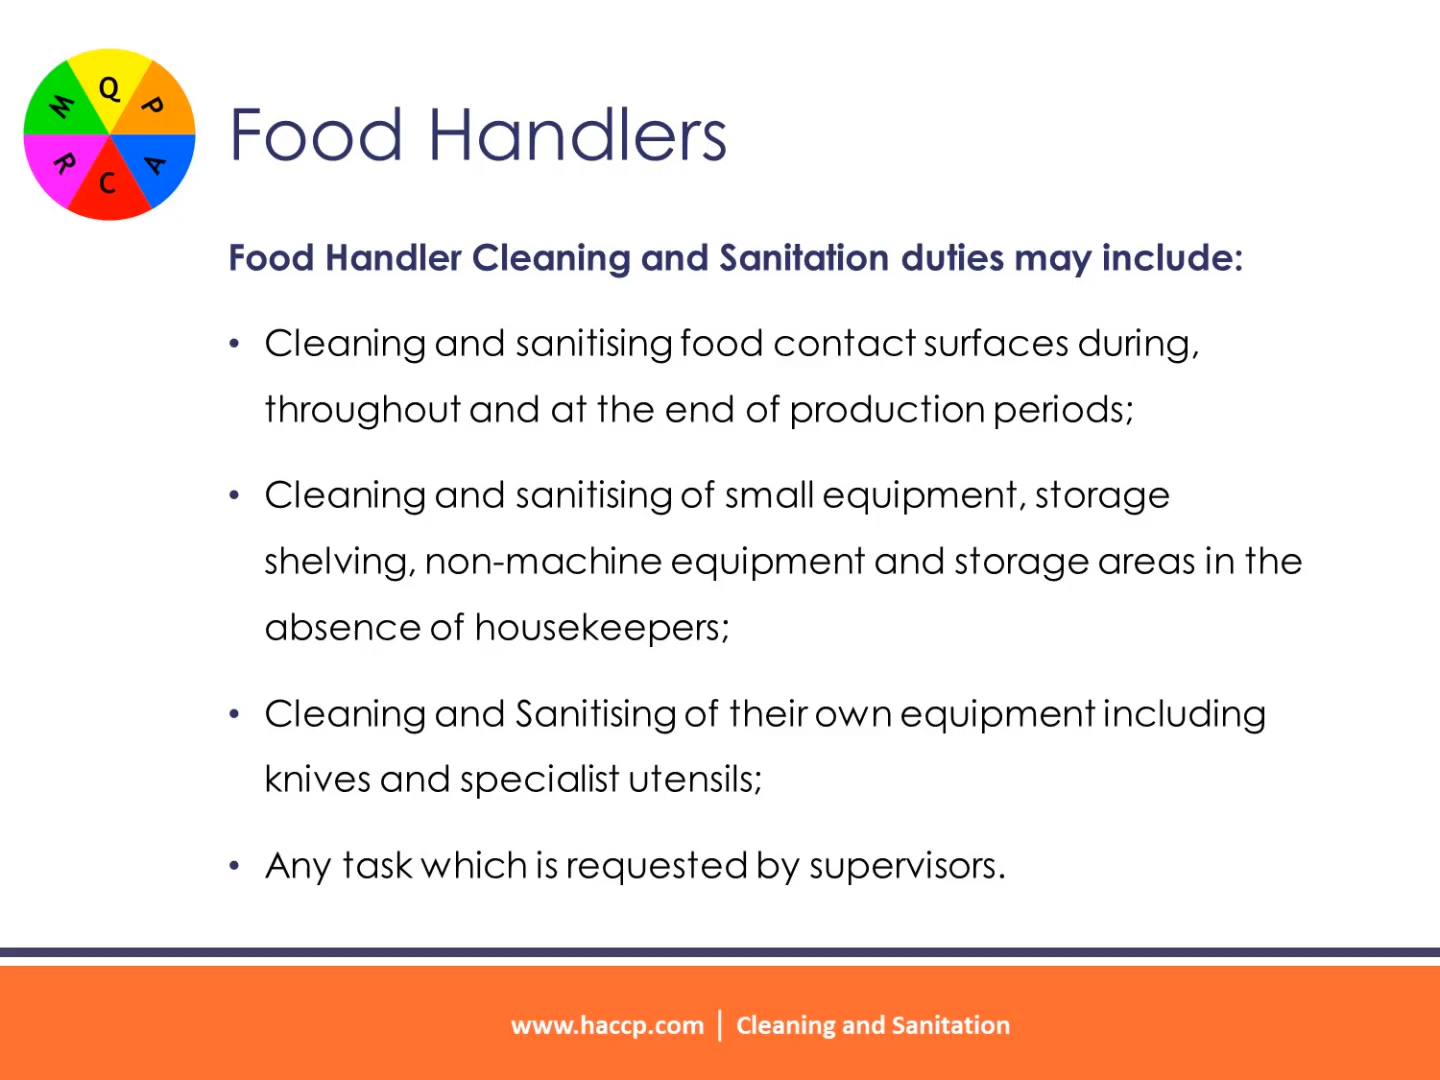 Q
P
A
C
R
M
Food Handlers
Food Handler Cleaning and Sanitation duties may include:
• Cleaning and sanitising food contact surfaces during,
throughout and at the end of production periods;
• Cleaning and sanitising of small equipment, storage
shelving, non-machine equipment and storage areas in the
absence of housekeepers;
• Cleaning and Sanitising of their own equipment including
knives and specialist utensils;
• Any task which is requested by supervisors.
www.haccp.com | Cleaning and Sanitation